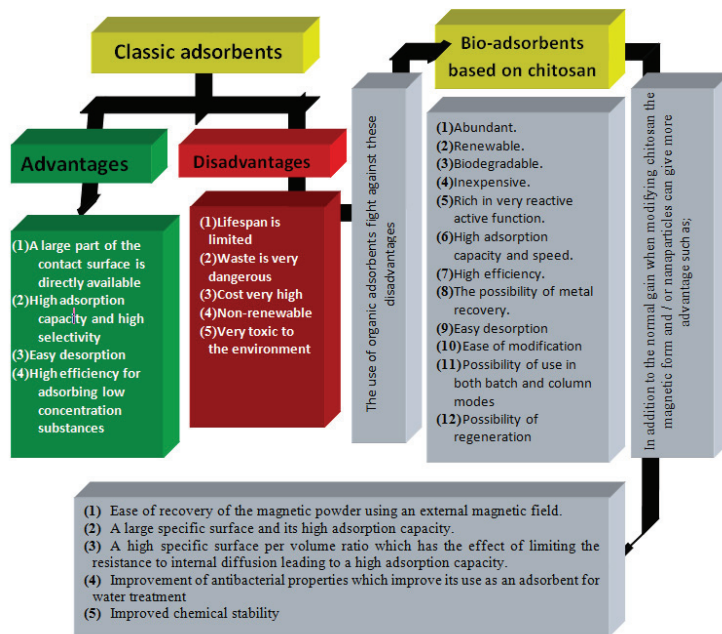 Classic adsorbents
Advantages
(1)A large part of the
contact surface is
directly available
(2)High adsorption
capacity and high
selectivity
(3)Easy desorption
(4)High efficiency for
adsorbing low
concentration
substances
Disadvantages
(1)Lifespan is
limited
(2)Waste is very
dangerous
(3)Cost very high
(4)Non-renewable
(5)Very toxic to
the environment
The use of organic adsorbents fight against these
disadvantages
Bio-adsorbents
based on chitosan
(1)Abundant.
(2)Renewable.
(3)Biodegradable.
(4)Inexpensive.
(5)Rich in very reactive
active function.
(6)High adsorption
capacity and speed.
(7)High efficiency.
(8)The possibility of metal
recovery.
(9)Easy desorption
(10)Ease of modification
(11)Possibility of use in
both batch and column
modes
(12)Possibility of
regeneration
In addition to the normal gain when modifying chitosan the
magnetic form and / or nanaparticles can give more
advantage such as;
(1) Ease of recovery of the magnetic powder using an external magnetic field.
(2) A large specific surface and its high adsorption capacity.
(3) A high specific surface per volume ratio which has the effect of limiting the
resistance to internal diffusion leading to a high adsorption capacity.
(4) Improvement of antibacterial properties which improve its use as an adsorbent for
water treatment
(5) Improved chemical stability